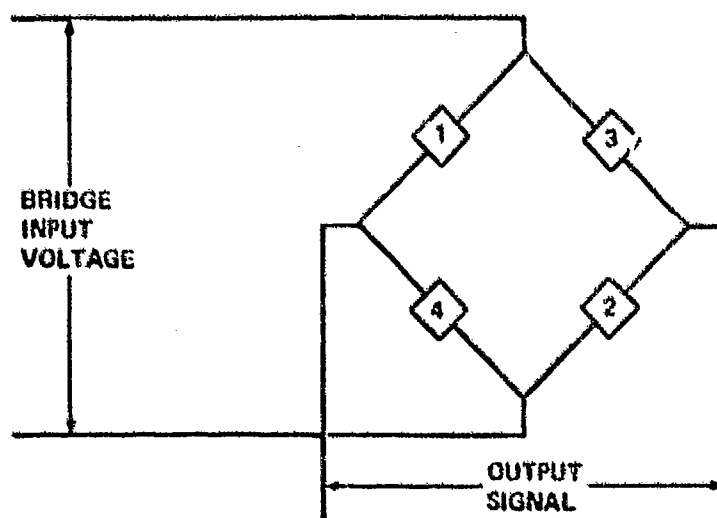 1
3
BRIDGE
INPUT
VOLTAGE
4
2
OUTPUT
SIGNAL